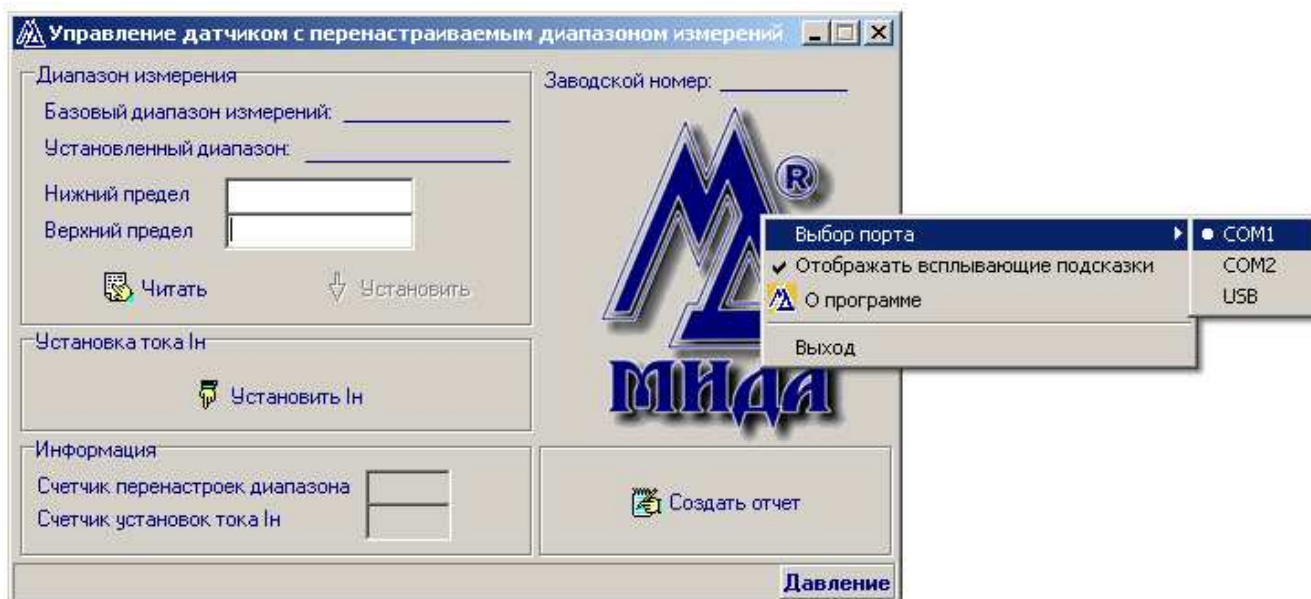 Управление датчиком с перенастраиваемым диапазоном измерений
Диапазон измерения
Базовый диапазон измерений:
Установленный диапазон:
Нижний предел
Верхний предел
Читать
Установить
Установка тока Iн
Установить Iн
Информация
Счетчик перенастроек диапазона
Счетчик установок тока Iн
Заводской номер:
®
МИДА
Выбор порта
COM1
Отображать всплывающие подсказки
COM2
О программе
USB
Выход
Создать отчет
Давление